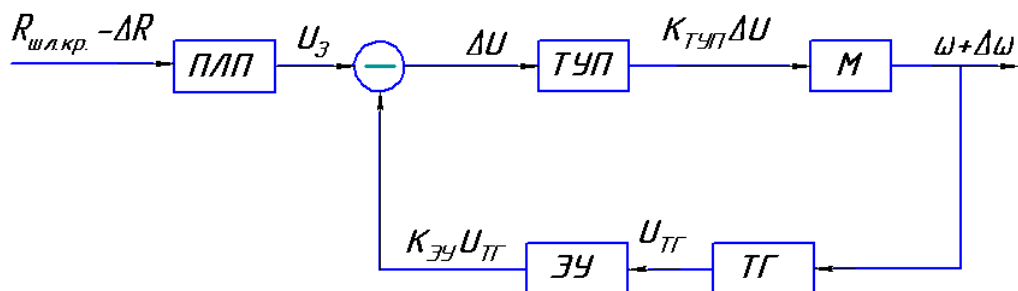 Rшл.кр.-ΔR
ПЛП
Uз
—
ΔU
ТУП
KТУПΔU
М
ω+Δω
KЭУUТГ
ЭУ
UТГ
ТГ